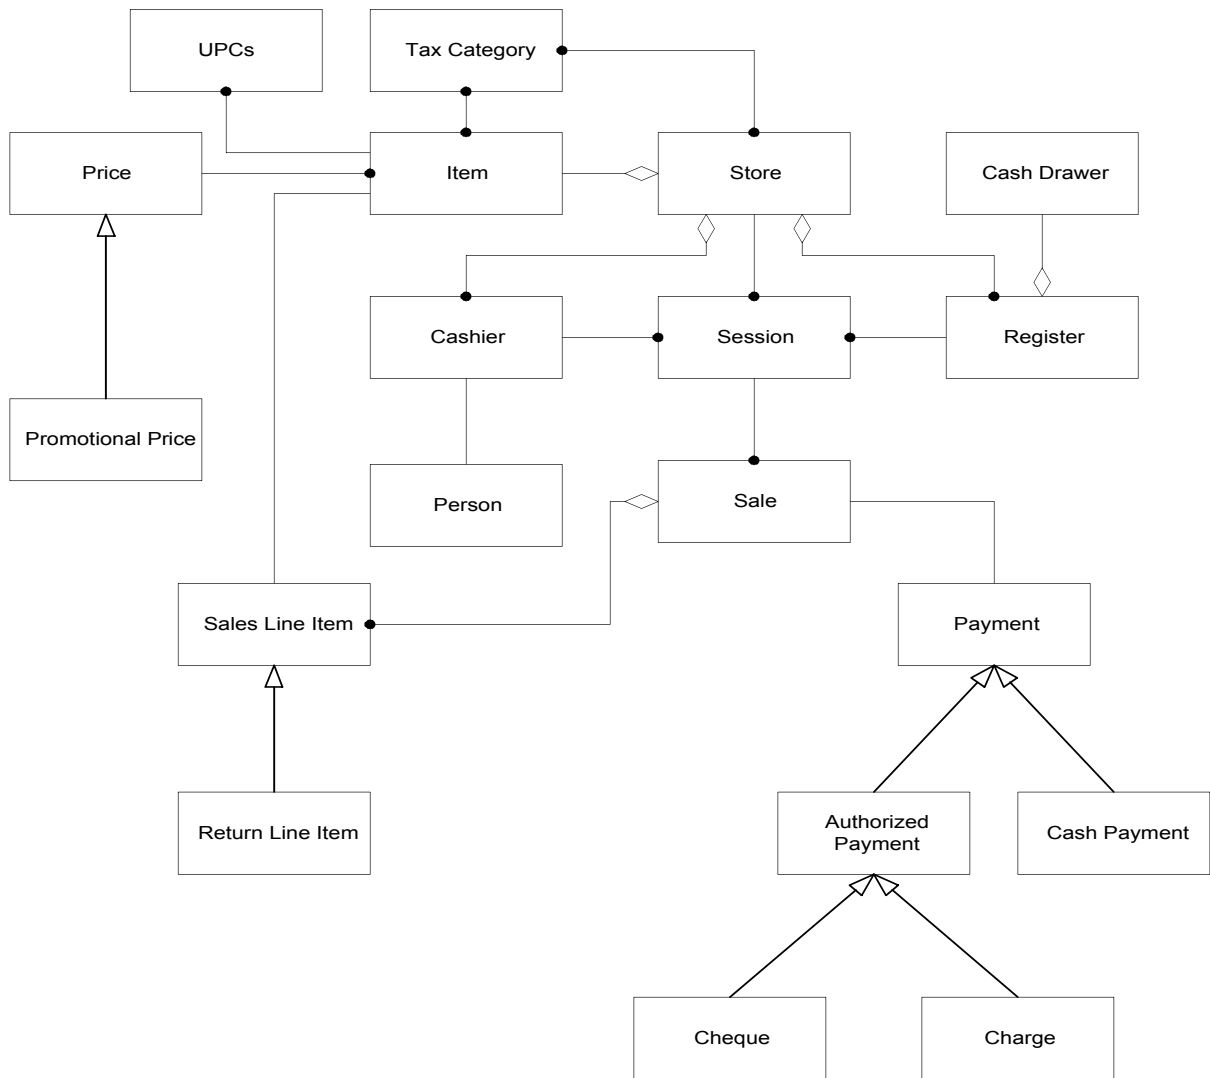 UPCs
Tax Category
Price
Item
Store
Cash Drawer
Cashier
Session
Register
Promotional Price
Person
Sale
Sales Line Item
Payment
Return Line Item
Authorized
Payment
Cash Payment
Cheque
Charge